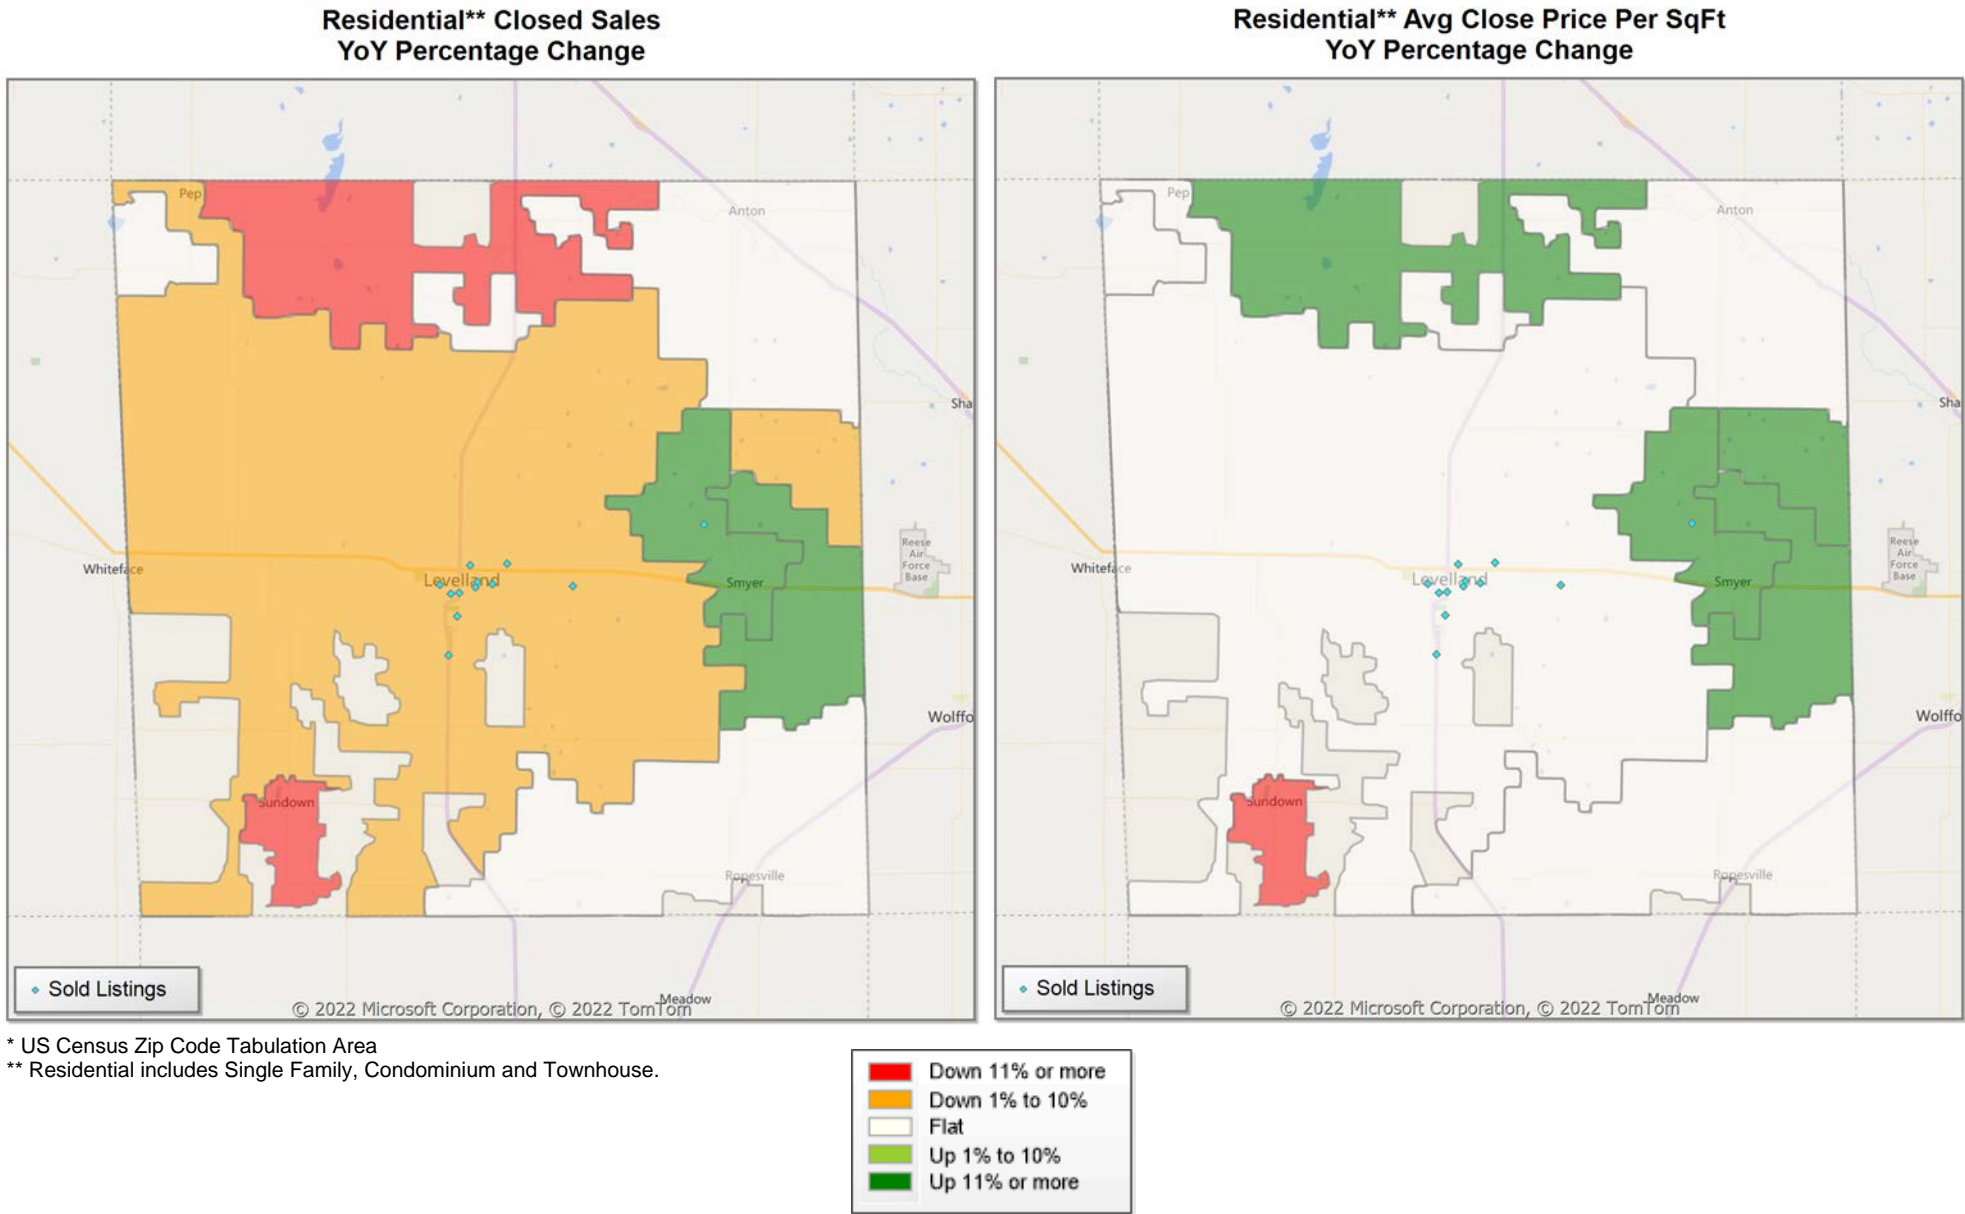 Residential** Closed Sales
YoY Percentage Change
Pep
Anton
Sha
Whiteface
Levelland
Smyer
Reese
Air
Force
Base
Wolffo
Sundown
Ropesville
Meadow
Sold Listings
© 2022 Microsoft Corporation, © 2022 TomTom
Residential** Avg Close Price Per SqFt
YoY Percentage Change
Pep
Anton
Sha
Whiteface
Levelland
Smyer
Reese
Air
Force
Base
Wolffo
Sundown
Ropesville
Meadow
Sold Listings
© 2022 Microsoft Corporation, © 2022 TomTom
* US Census Zip Code Tabulation Area
** Residential includes Single Family, Condominium and Townhouse.
Down 11% or more
Down 1% to 10%
Flat
Up 1% to 10%
Up 11% or more